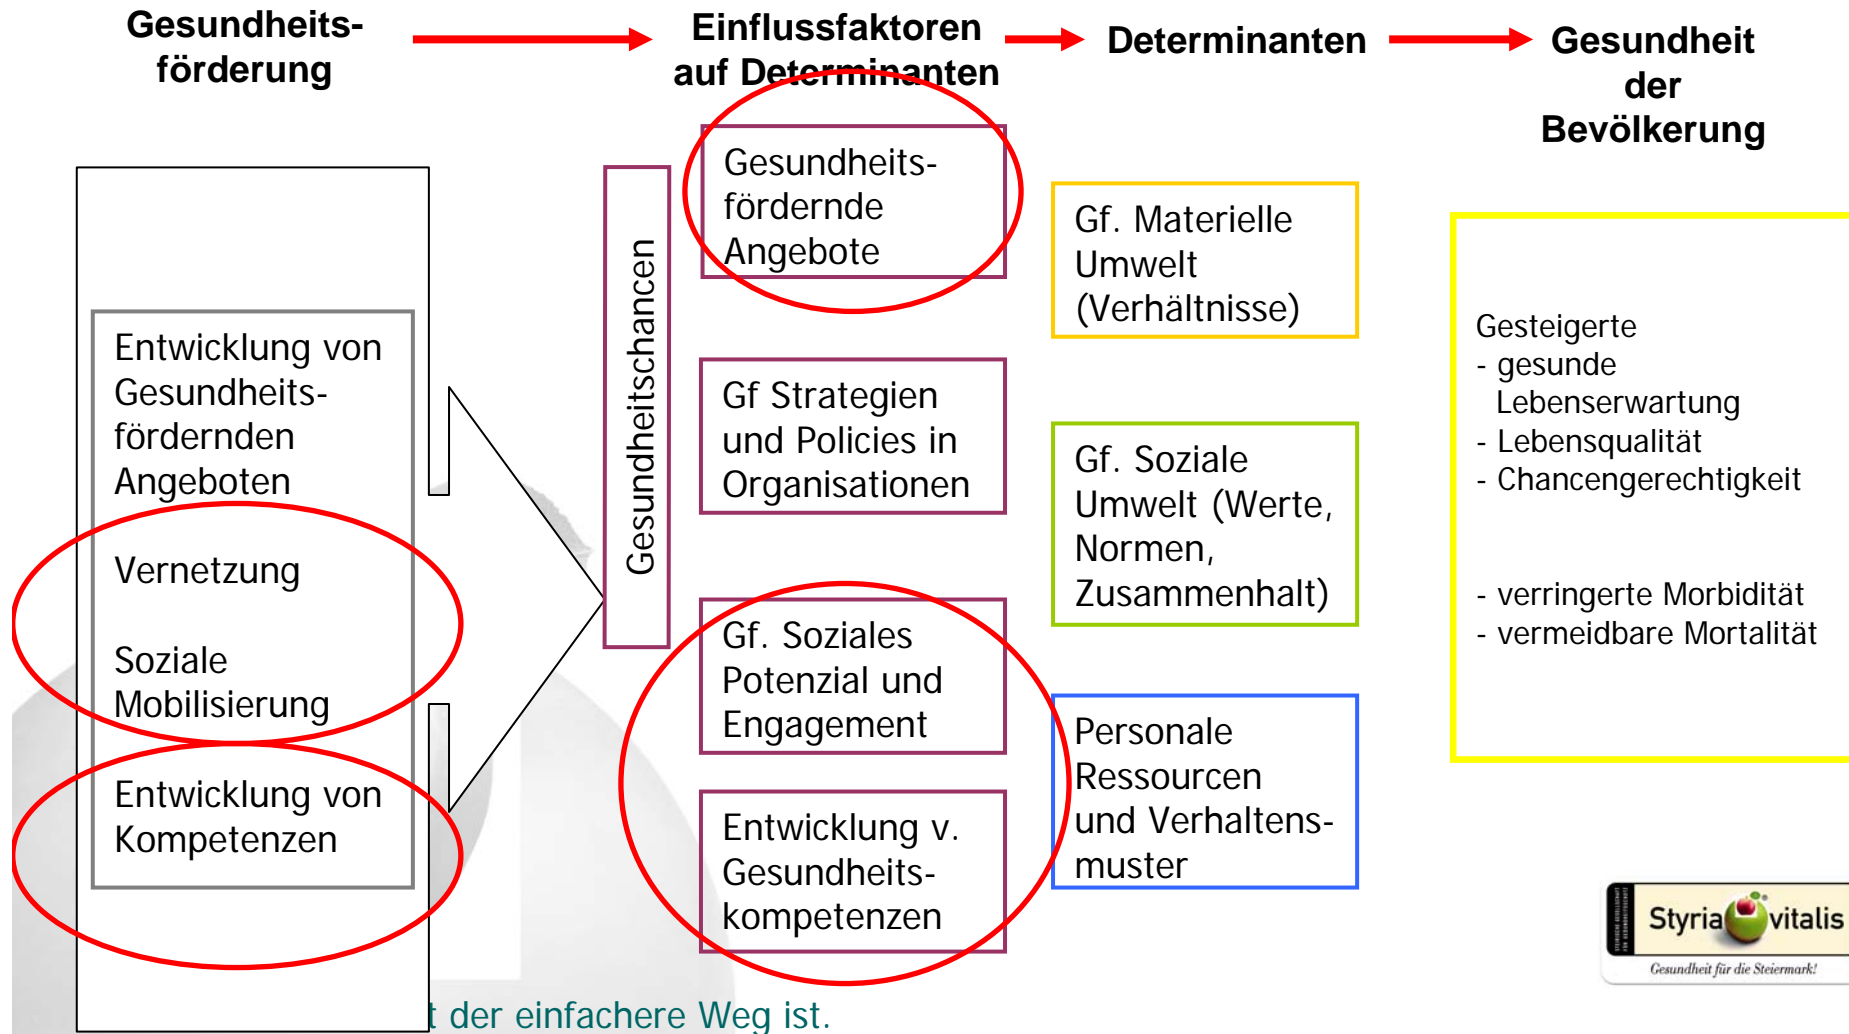 Gesundheits-
förderung
Einflussfaktoren
auf Determinanten
Determinanten
Gesundheit
der
Bevölkerung
Entwicklung von
Gesundheits-
fördernden
Angeboten
Vernetzung
Soziale
Mobilisierung
Entwicklung von
Kompetenzen
Gesundheitschancen
Gesundheits-
fördernde
Angebote
Gf Strategien
und Policies in
Organisationen
Gf. Soziales
Potenzial und
Engagement
Entwicklung v.
Gesundheits-
kompetenzen
Gf. Materielle
Umwelt
(Verhältnisse)
Gf. Soziale
Umwelt (Werte,
Normen,
Zusammenhalt)
Personale
Ressourcen
und Verhaltens-
muster
Gesteigerte
- gesunde
Lebenserwartung
- Lebensqualität
- Chancengerechtigkeit
- verringerte Morbidität
- vermeidbare Mortalität
Styria vitalis
Gesundheit für die Steiermark!
der einfachere Weg ist.